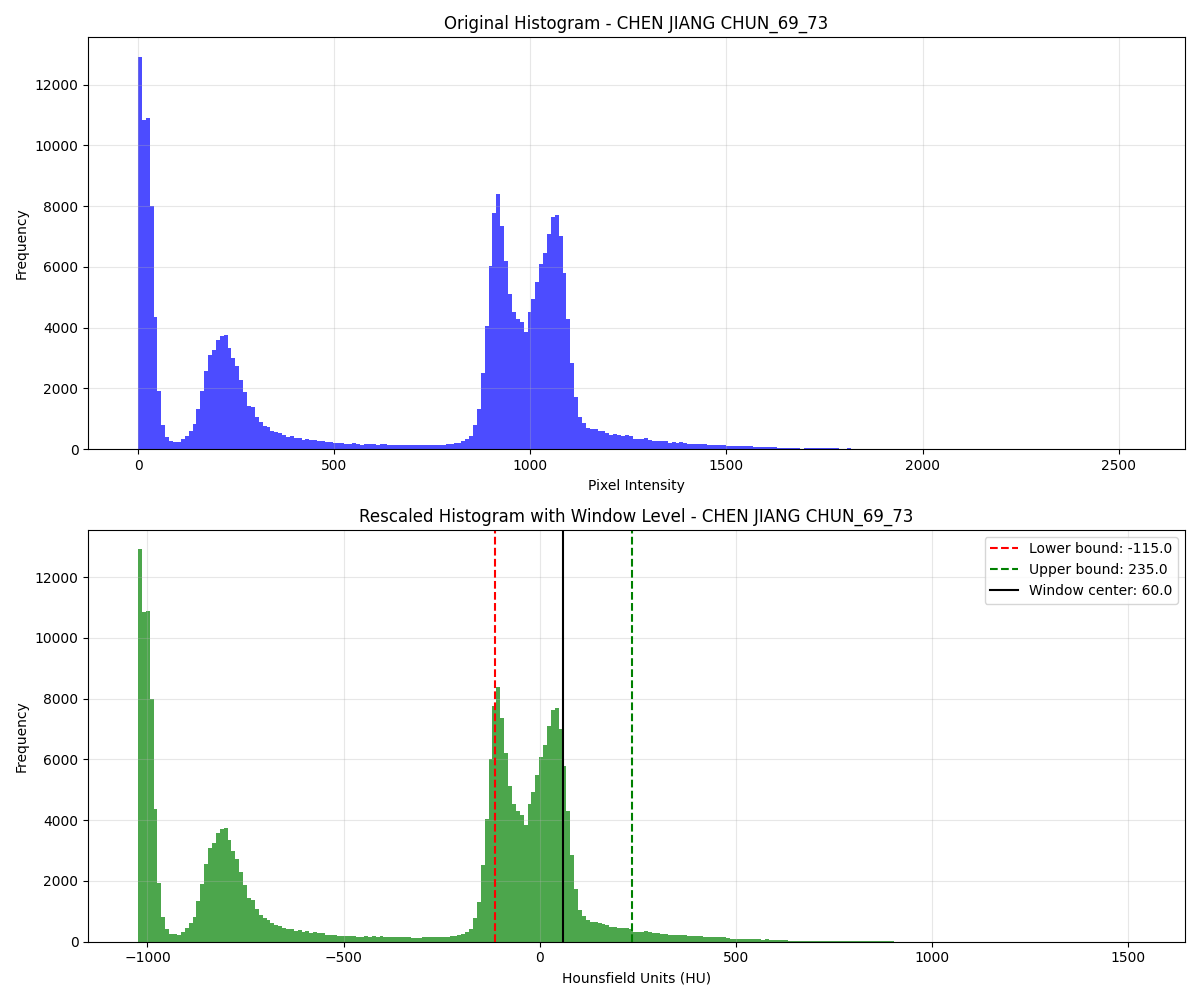 Original Histogram - CHEN JIANG CHUN_69_73
Frequency
12000
10000
8000
6000
4000
2000
0
0 500 1000 1500 2000 2500
Pixel Intensity
Rescaled Histogram with Window Level - CHEN JIANG CHUN_69_73
Lower bound: -115.0
Upper bound: 235.0
Window center: 60.0
Frequency
12000
10000
8000
6000
4000
2000
0
−1000 −500 0 500 1000 1500
Hounsfield Units (HU)